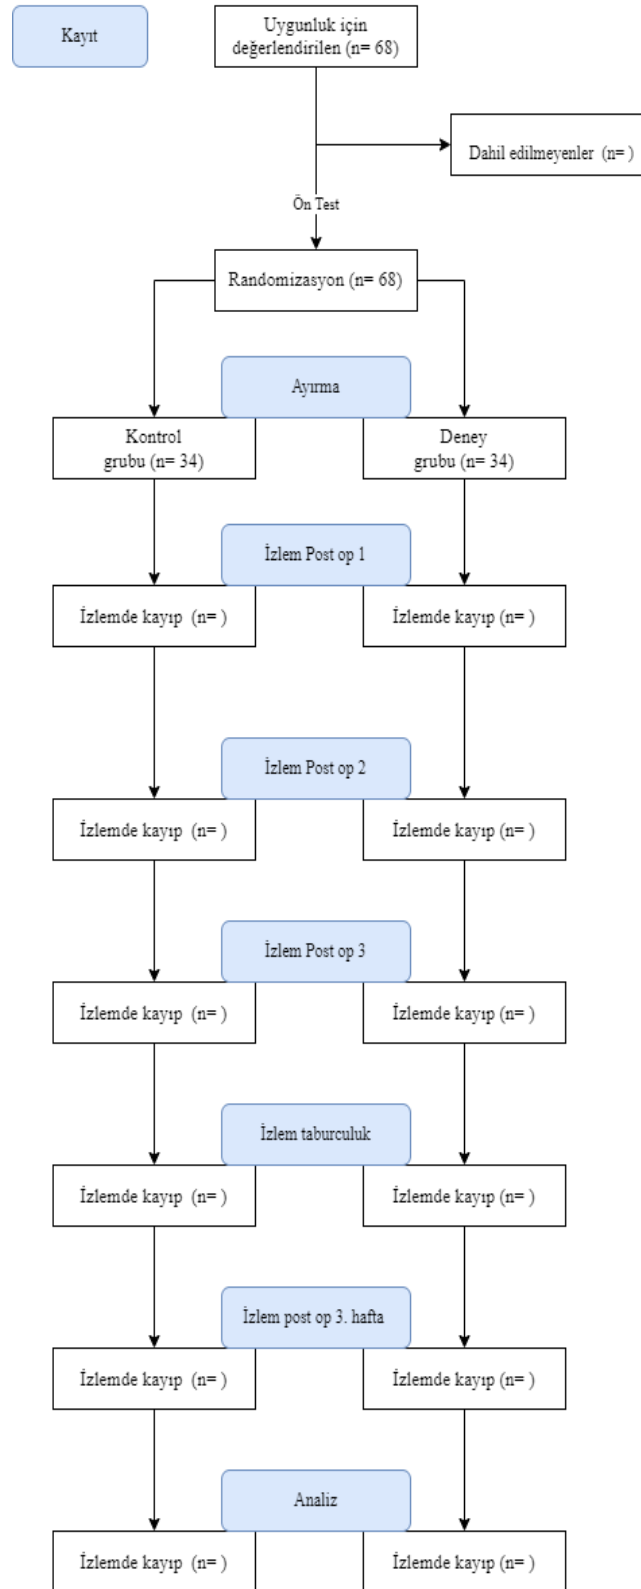 Kayıt
Uygunluk için
değerlendirilen (n= 68)
Dahil edilmeyenler (n= )
Ön Test
Randomizasyon (n= 68)
Ayırma
Kontrol
grubu (n= 34)
Deney
grubu (n= 34)
İzlem Post op 1
İzlemde kayıp (n= )
İzlemde kayıp (n= )
İzlem Post op 2
İzlemde kayıp (n= )
İzlemde kayıp (n= )
İzlem Post op 3
İzlemde kayıp (n= )
İzlemde kayıp (n= )
İzlem taburculuk
İzlemde kayıp (n= )
İzlemde kayıp (n= )
İzlem post op 3. hafta
İzlemde kayıp (n= )
İzlemde kayıp (n= )
Analiz
İzlemde kayıp (n= )
İzlemde kayıp (n= )